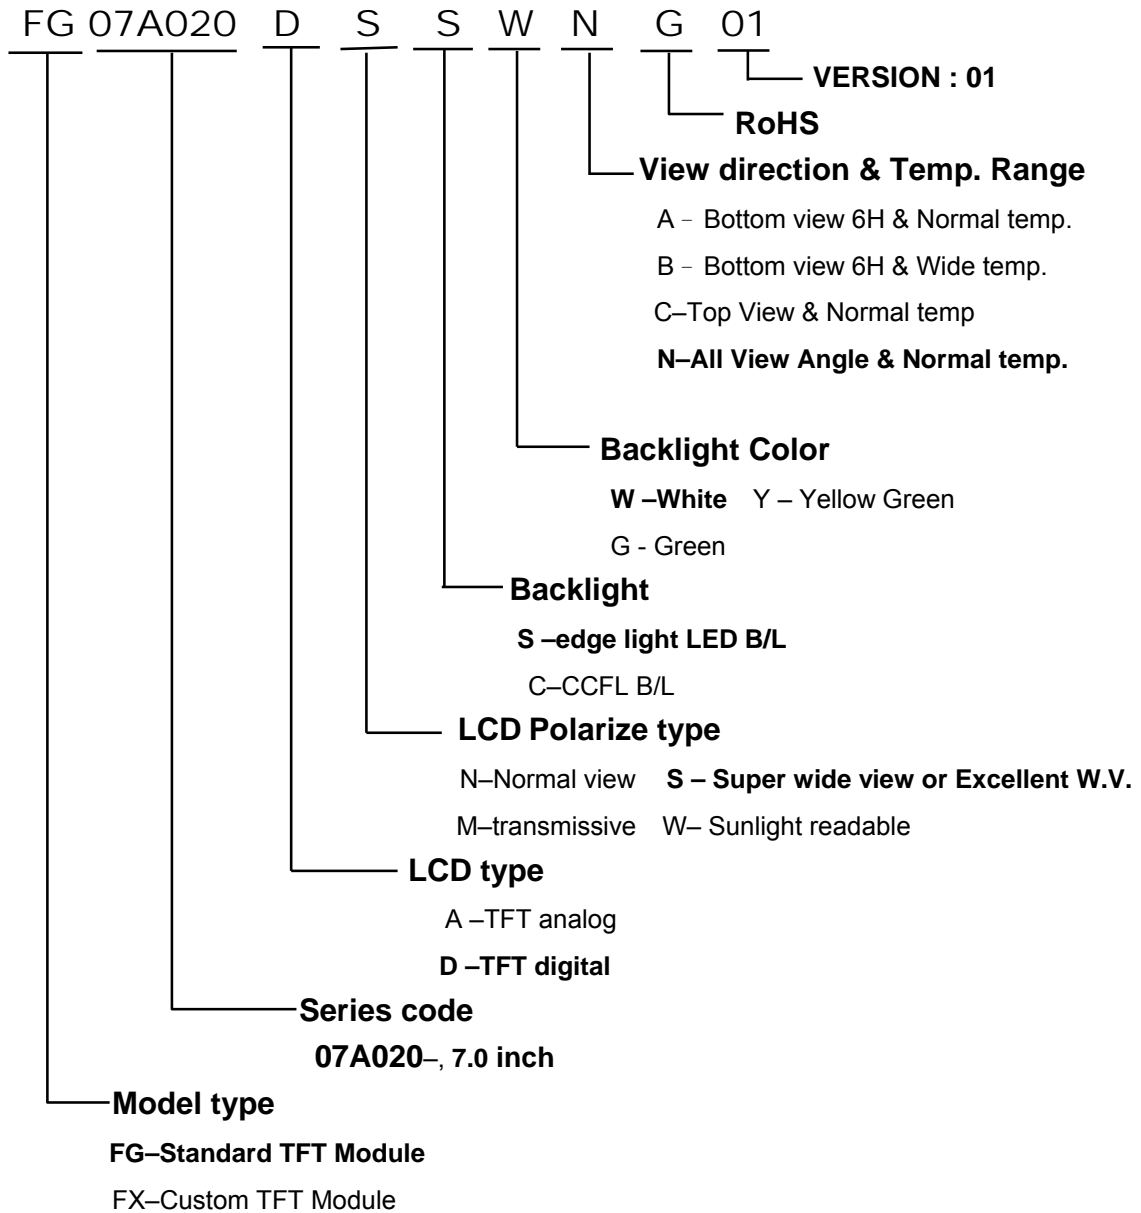 FG 07A020 D S S W N G 01
VERSION : 01
RoHS
View direction & Temp. Range
A – Bottom view 6H & Normal temp.
B – Bottom view 6H & Wide temp.
C–Top View & Normal temp
N–All View Angle & Normal temp.
Backlight Color
W –White Y – Yellow Green
G - Green
Backlight
S –edge light LED B/L
C–CCFL B/L
LCD Polarize type
N–Normal view S – Super wide view or Excellent W.V.
M–transmissive W– Sunlight readable
LCD type
A –TFT analog
D –TFT digital
Series code
07A020–, 7.0 inch
Model type
FG–Standard TFT Module
FX–Custom TFT Module